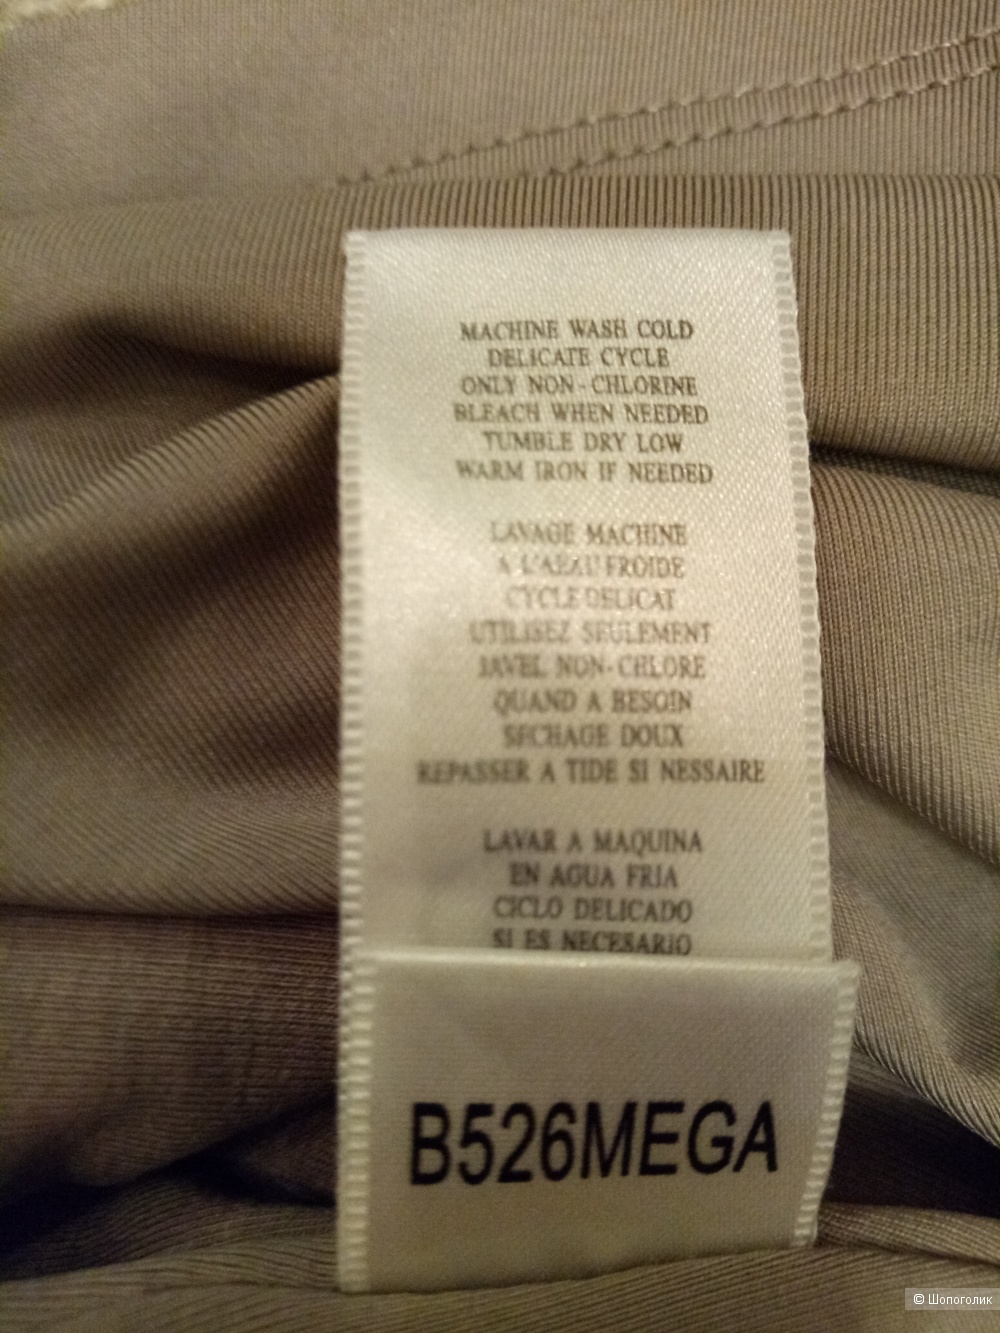 MACHINE WASH COLD
DELICATE CYCLE
ONLY NON-CHLORINE
BLEACH WHEN NEEDED
TUMBLE DRY LOW
WARM IRON IF NEEDED
LAVAGE MACHINE
A L'AEAU FROIDE
CYCLE DELICAT
UTILISEZ SEULEMENT
JAVEL NON-CHLORE
QUAND A BESOIN
SECHAGE DOUX
REPASSER A TIDE SI NESSAIRE
LAVAR A MAQUINA
EN AGUA FRIA
CICLO DELICADO
SI ES NECESARIO
B526MEGA
© Шопоголик